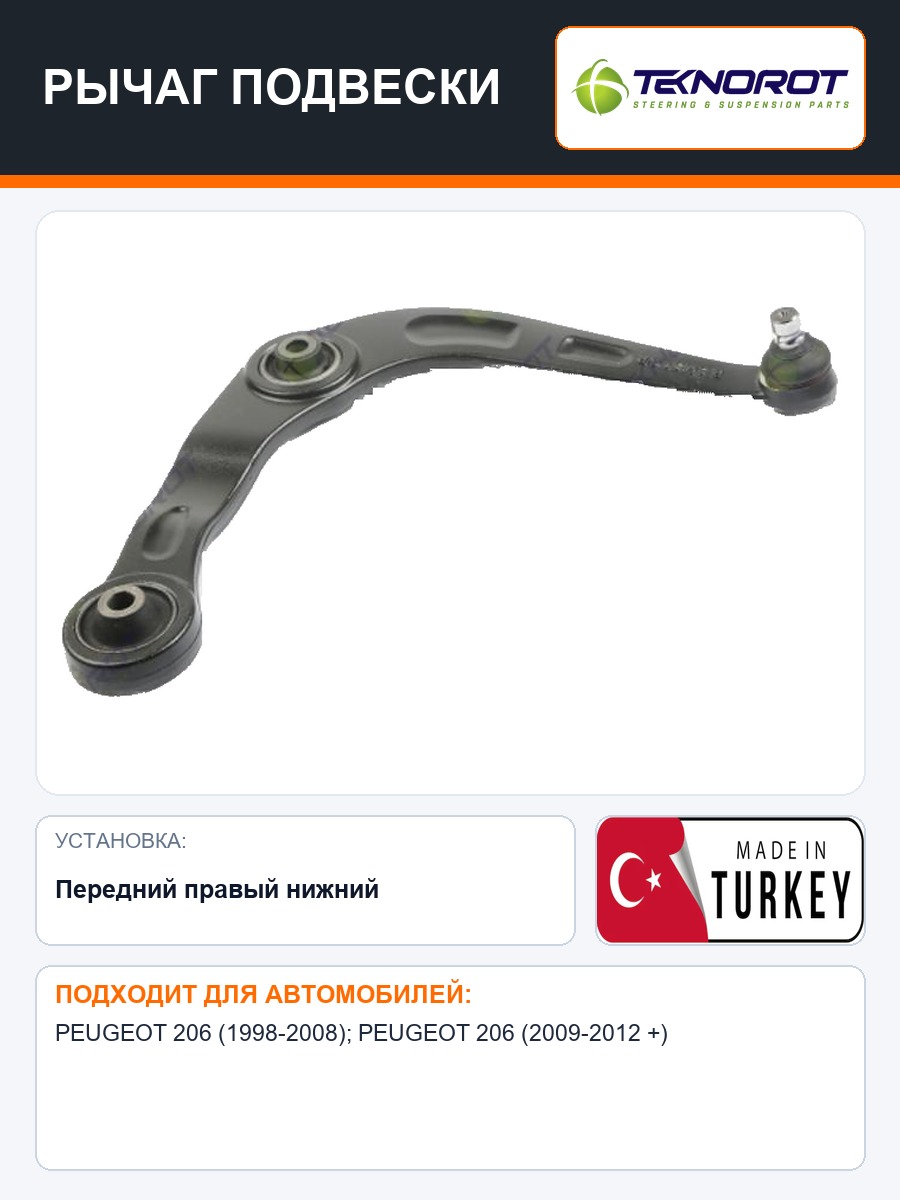 РЫЧАГ ПОДВЕСКИ
TEKNOROT
STEERING & SUSPENSION PARTS
УСТАНОВКА:
Передний правый нижний
MADE IN
TURKEY
ПОДХОДИТ ДЛЯ АВТОМОБИЛЕЙ:
PEUGEOT 206 (1998-2008); PEUGEOT 206 (2009-2012 +)